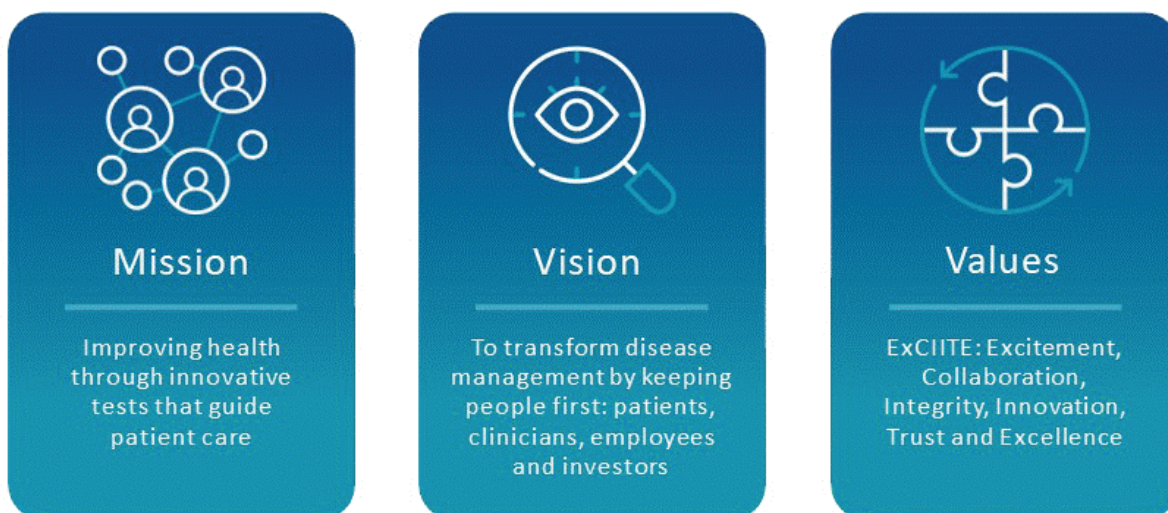 Mission
Improving health
through innovative
tests that guide
patient care
Vision
To transform disease
management by keeping
people first: patients,
clinicians, employees
and investors
Values
ExCIITE: Excitement,
Collaboration,
Integrity, Innovation,
Trust and Excellence